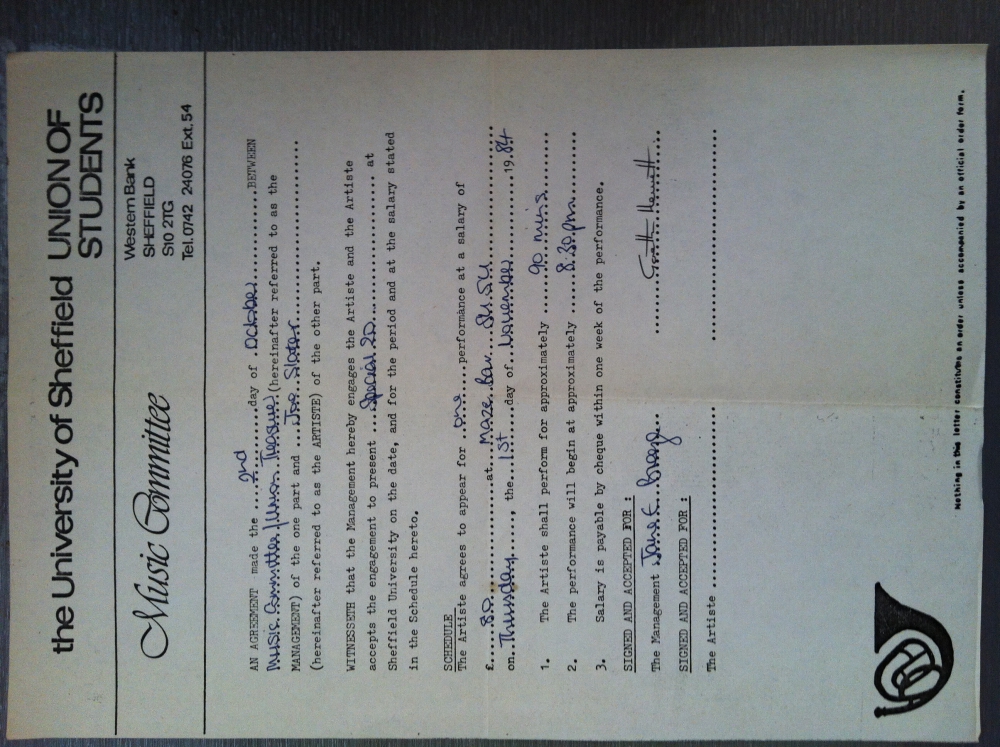 the University of Sheffield UNION OF
STUDENTS
Music Committee
Western Bank
SHEFFIELD
S10 2TG
Tel. 0742 24076 Ext. 54
AN AGREEMENT made the ....2nd........day of .October..............BETWEEN
Music Committee/Union Treasurer (hereinafter referred to as the
MANAGEMENT) of the one part and ...Joe Slater..........................
(hereinafter referred to as the ARTISTE) of the other part.
WITNESSETH that the Management hereby engages the Artiste and the Artiste
accepts the engagement to present ...Special 20.................... at
Sheffield University on the date, and for the period and at the salary stated
in the Schedule hereto.
SCHEDULE
The Artiste agrees to appear for ..one.....performance at a salary of
£....80...............at...Maze Bar...SUSU.....................
on...Thursday....., the...1st.....day of..November.............19.84
1. The Artiste shall perform for approximately .....90 mins..........
2. The performance will begin at approximately .....8.30pm..........
3. Salary is payable by cheque within one week of the performance.
SIGNED AND ACCEPTED FOR :
The Management Jane E. Breeze...
SIGNED AND ACCEPTED FOR :
The Artiste ..............................
Nothing in this letter constitutes an order unless accompanied by an official order form.